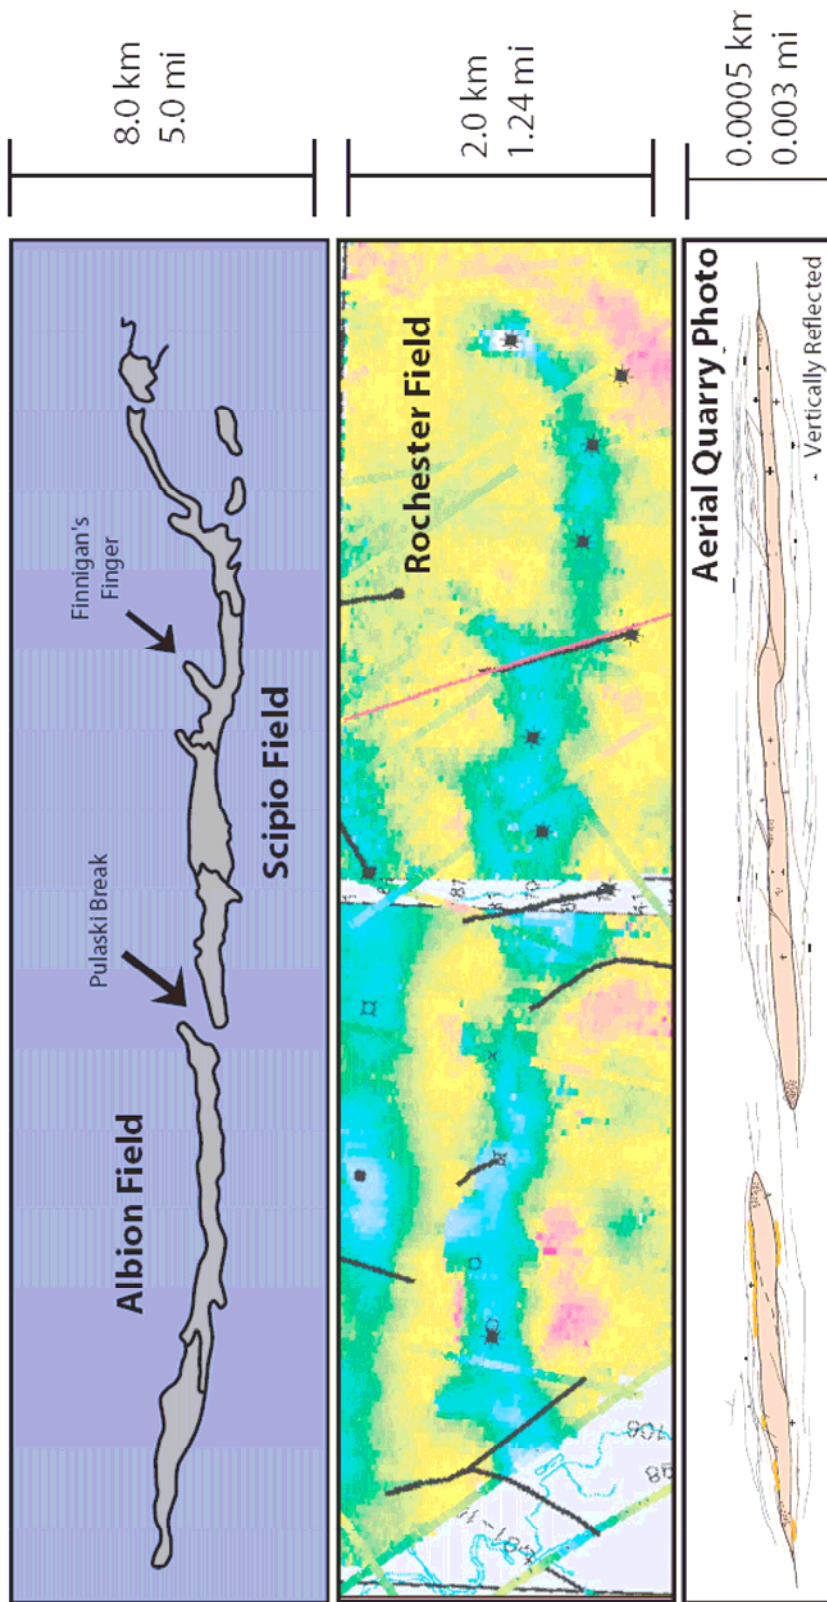 8.0 km
5.0 mi
Finnigan's
Finger
Pulaski Break
Scipio Field
Albion Field
2.0 km
1.24 mi
Rochester Field
0.0005 km
0.003 mi
Aerial Quarry Photo
Vertically Reflected